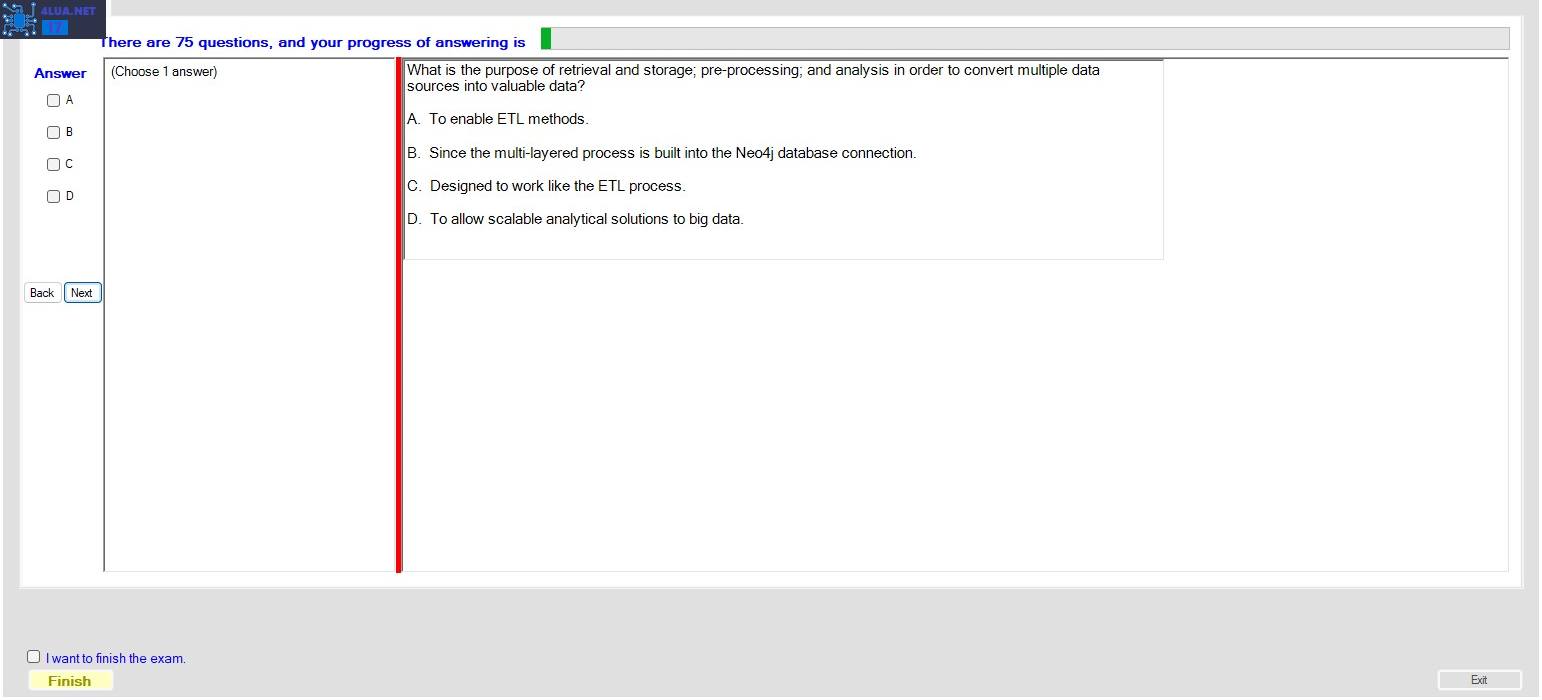 4LUA.NET
17
There are 75 questions, and your progress of answering is
Answer
(Choose 1 answer)
A
B
C
D
Back Next
What is the purpose of retrieval and storage; pre-processing; and analysis in order to convert multiple data
sources into valuable data?
A. To enable ETL methods.
B. Since the multi-layered process is built into the Neo4j database connection.
C. Designed to work like the ETL process.
D. To allow scalable analytical solutions to big data.
I want to finish the exam.
Finish
Exit